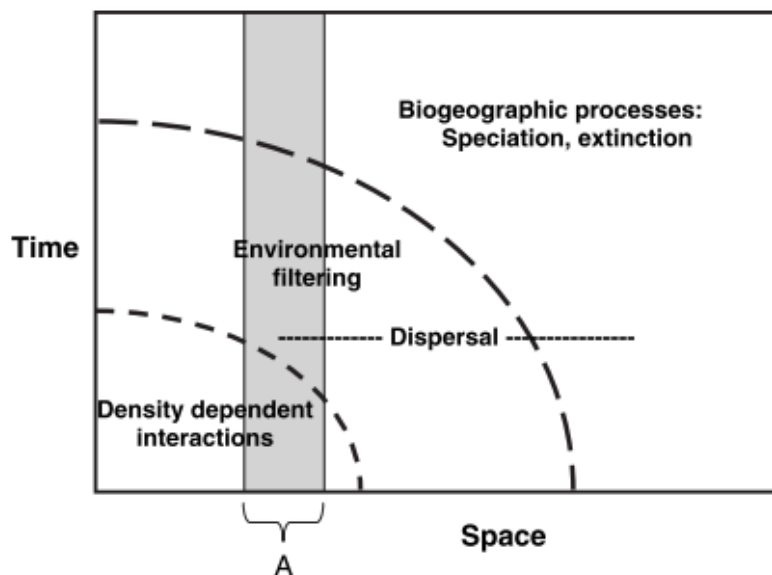 Biogeographic processes:
Speciation, extinction
Time
Environmental
filtering
Dispersal
Density dependent
interactions
Space
A